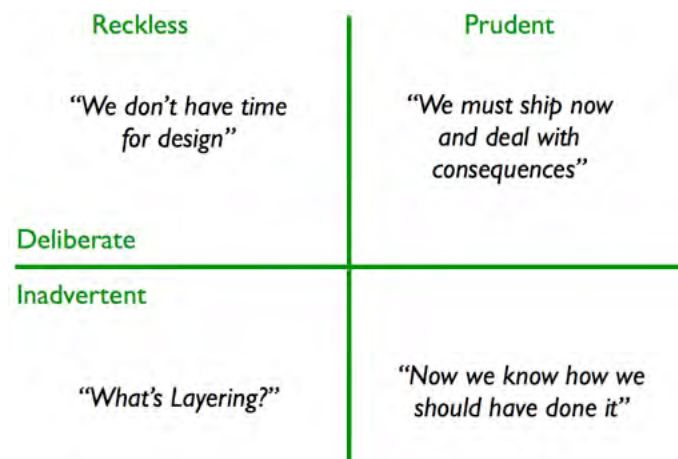 Reckless
Prudent
“We don’t have time
for design”
“We must ship now
and deal with
consequences”
Deliberate
Inadvertent
“What’s Layering?”
“Now we know how we
should have done it”